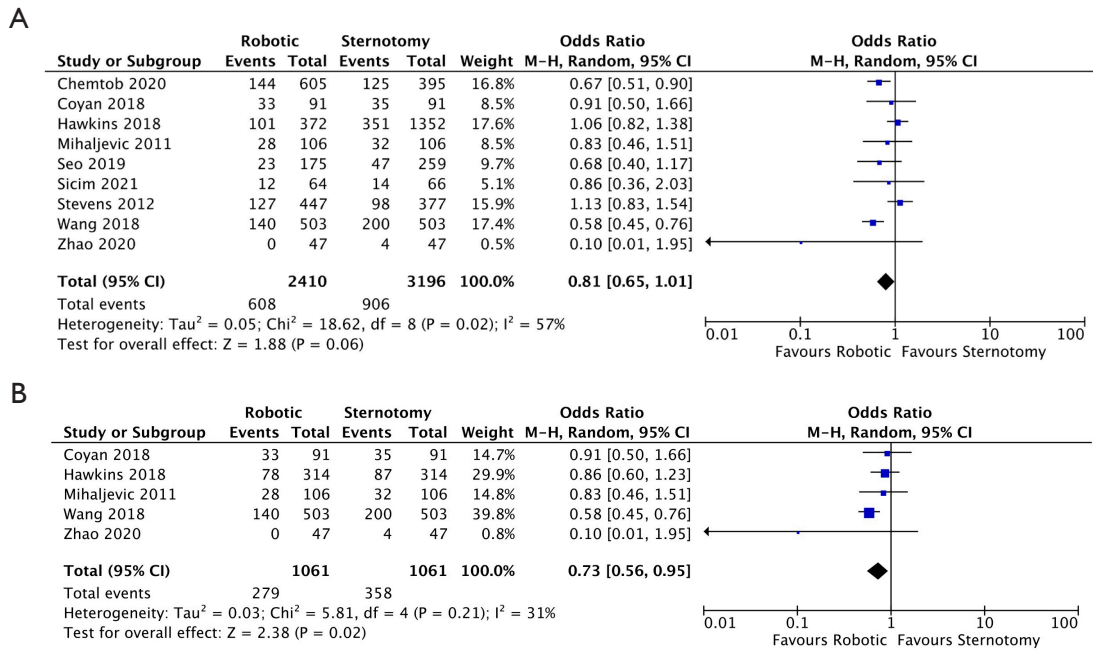 A
Robotic Sternotomy Odds Ratio Odds Ratio
Study or Subgroup Events Total Events Total Weight M-H, Random, 95% CI M-H, Random, 95% CI
Chemtob 2020 144 605 125 395 16.8% 0.67 [0.51, 0.90]
Coyan 2018 33 91 35 91 8.5% 0.91 [0.50, 1.66]
Hawkins 2018 101 372 351 1352 17.6% 1.06 [0.82, 1.38]
Mihaljevic 2011 28 106 32 106 8.5% 0.83 [0.46, 1.51]
Seo 2019 23 175 47 259 9.7% 0.68 [0.40, 1.17]
Sicim 2021 12 64 14 66 5.1% 0.86 [0.36, 2.03]
Stevens 2012 127 447 98 377 15.9% 1.13 [0.83, 1.54]
Wang 2018 140 503 200 503 17.4% 0.58 [0.45, 0.76]
Zhao 2020 0 47 4 47 0.5% 0.10 [0.01, 1.95]
Total (95% CI) 2410 3196 100.0% 0.81 [0.65, 1.01]
Total events 608 906
Heterogeneity: Tau² = 0.05; Chi² = 18.62, df = 8 (P = 0.02); I² = 57%
Test for overall effect: Z = 1.88 (P = 0.06)
0.01 0.1 1 10 100
Favours Robotic Favours Sternotomy
B
Robotic Sternotomy Odds Ratio Odds Ratio
Study or Subgroup Events Total Events Total Weight M-H, Random, 95% CI M-H, Random, 95% CI
Coyan 2018 33 91 35 91 14.7% 0.91 [0.50, 1.66]
Hawkins 2018 78 314 87 314 29.9% 0.86 [0.60, 1.23]
Mihaljevic 2011 28 106 32 106 14.8% 0.83 [0.46, 1.51]
Wang 2018 140 503 200 503 39.8% 0.58 [0.45, 0.76]
Zhao 2020 0 47 4 47 0.8% 0.10 [0.01, 1.95]
Total (95% CI) 1061 1061 100.0% 0.73 [0.56, 0.95]
Total events 279 358
Heterogeneity: Tau² = 0.03; Chi² = 5.81, df = 4 (P = 0.21); I² = 31%
Test for overall effect: Z = 2.38 (P = 0.02)
0.01 0.1 1 10 100
Favours Robotic Favours Sternotomy